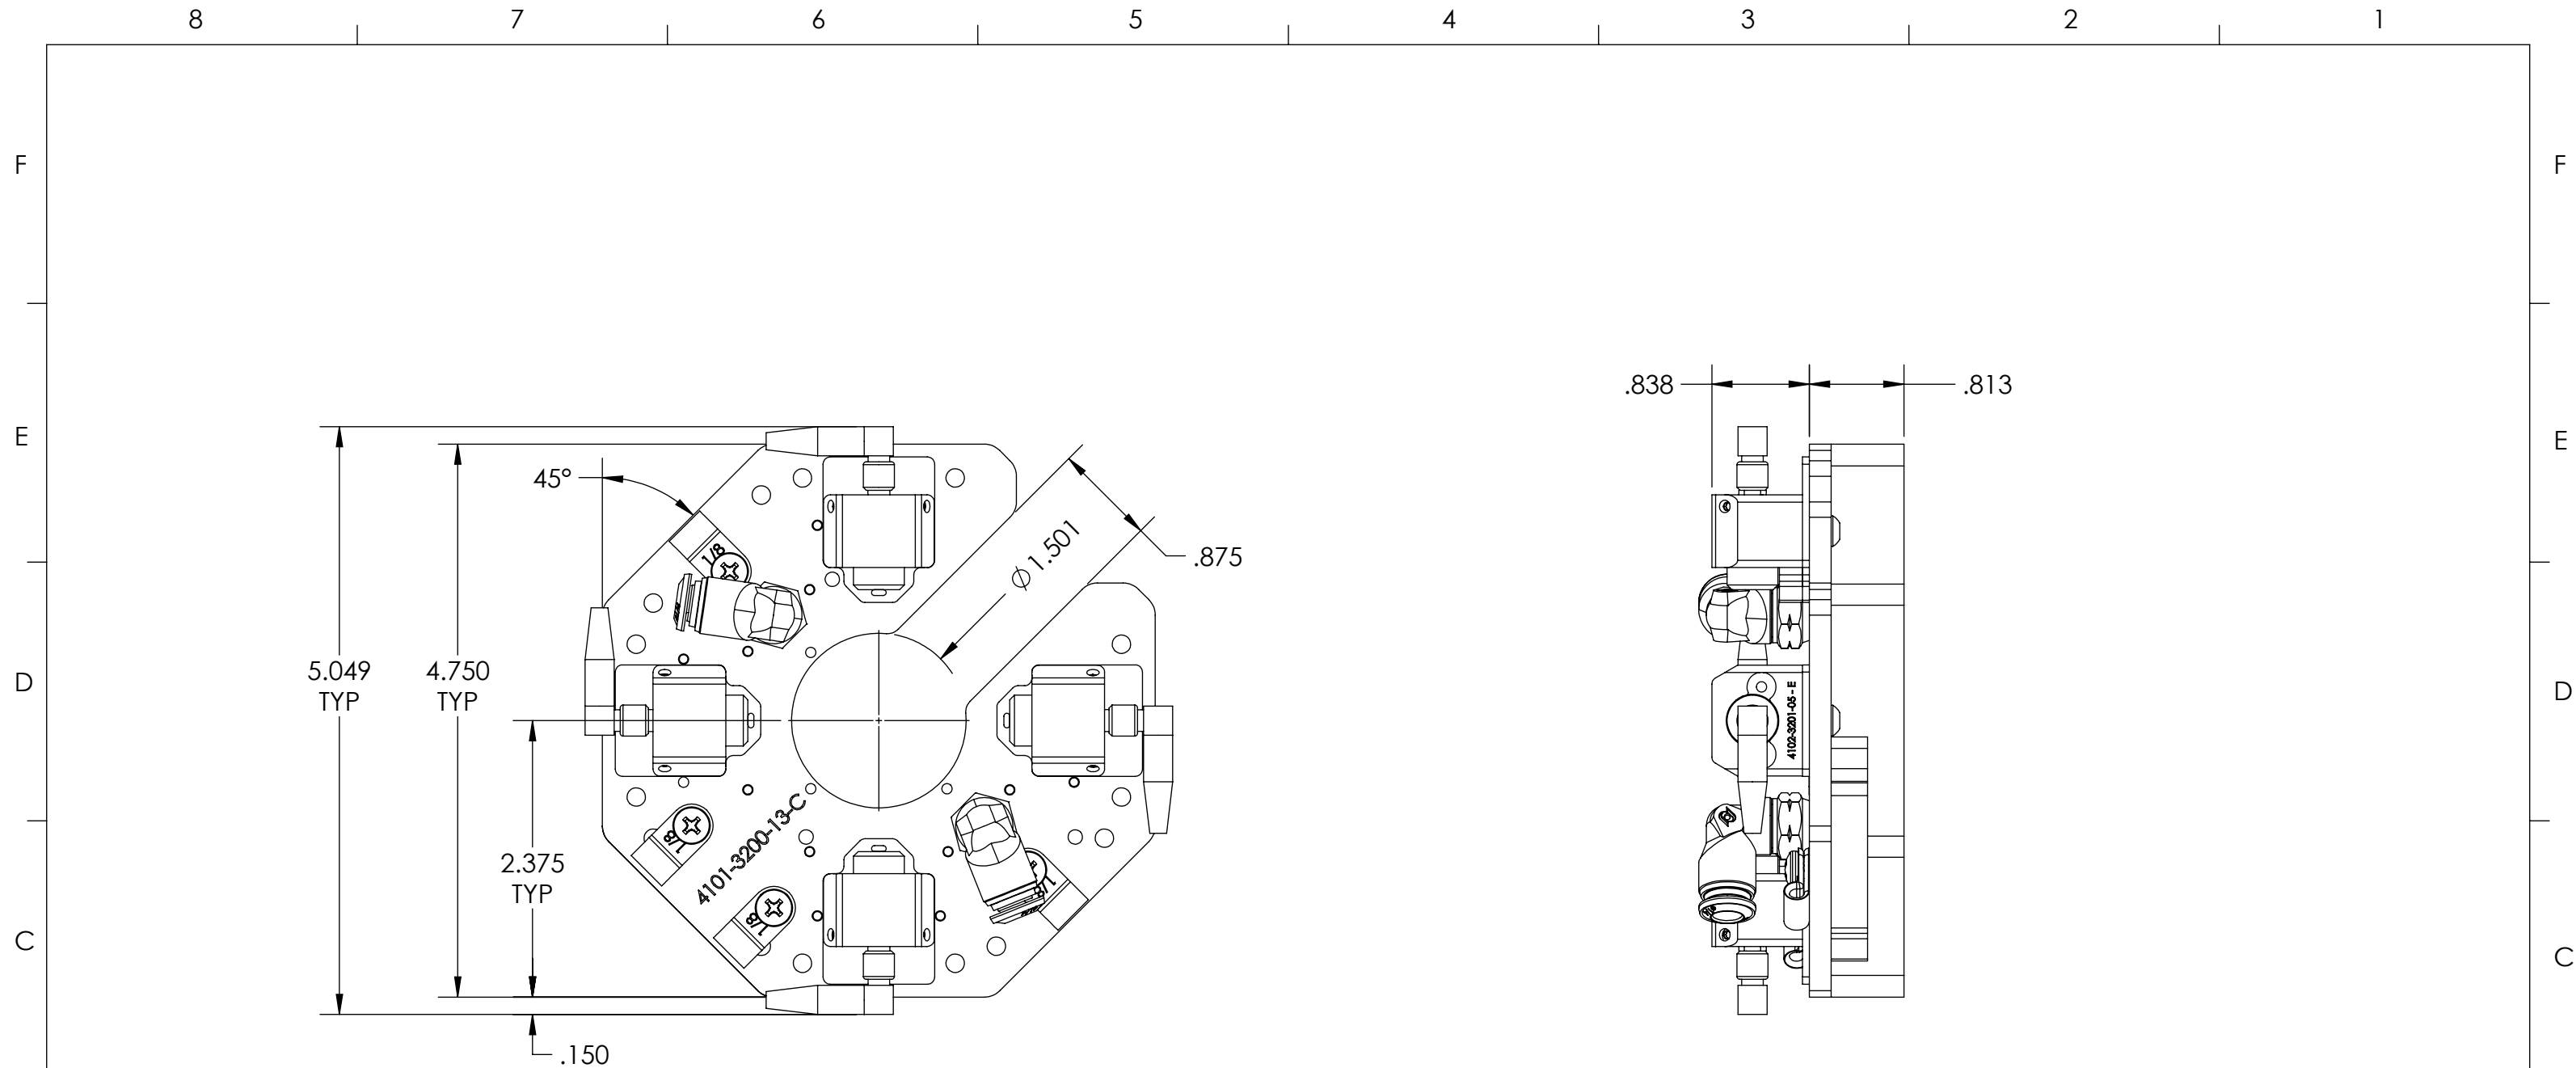 8 7 6 5 4 3 2 1
F F
.838 .813
E E
45°
1/8
Ø 1.501
.875
5.049
TYP
4.750
TYP
D D
4102-3201-05 - E
4101-3200-13-C
1/8
1/8
2.375
TYP
1/8
C C
.150